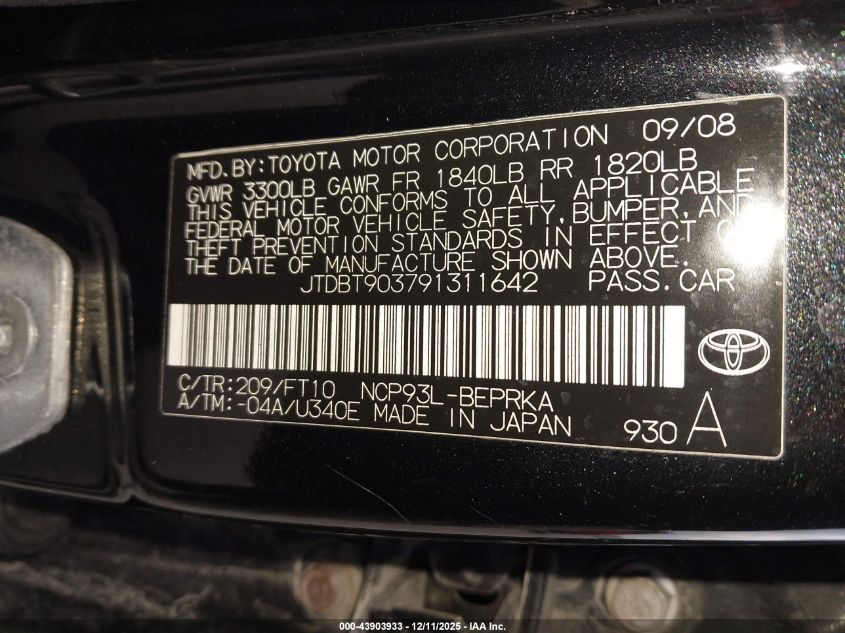 MFD. BY: TOYOTA MOTOR CORPORATION 09/08
GVWR 3300LB GAWR FR 1840LB RR 1820LB
THIS VEHICLE CONFORMS TO ALL APPLICABLE
FEDERAL MOTOR VEHICLE SAFETY, BUMPER, AND
THEFT PREVENTION STANDARDS IN EFFECT ON
THE DATE OF MANUFACTURE SHOWN ABOVE.
JTDBT903791311642 PASS. CAR
C/TR: 209/FT10 NCP93L-BEPRKA
A/TM: -04A/U340E MADE IN JAPAN 930 A
000-43903933 - 12/11/2025 - IAA Inc.